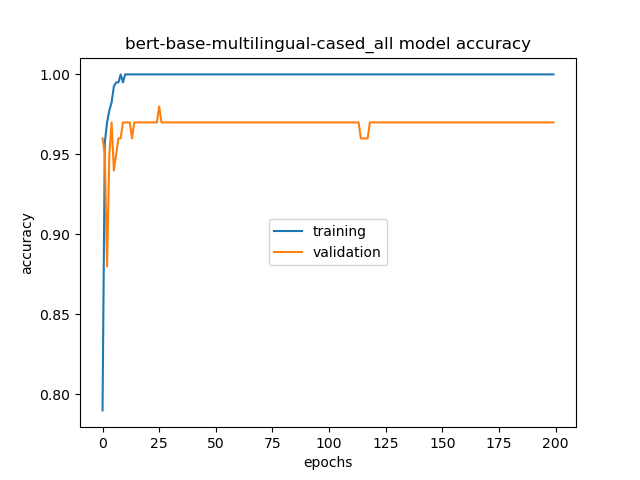 bert-base-multilingual-cased_all model accuracy
1.00
0.95
0.90
0.85
0.80
accuracy
training
validation
0 25 50 75 100 125 150 175 200
epochs